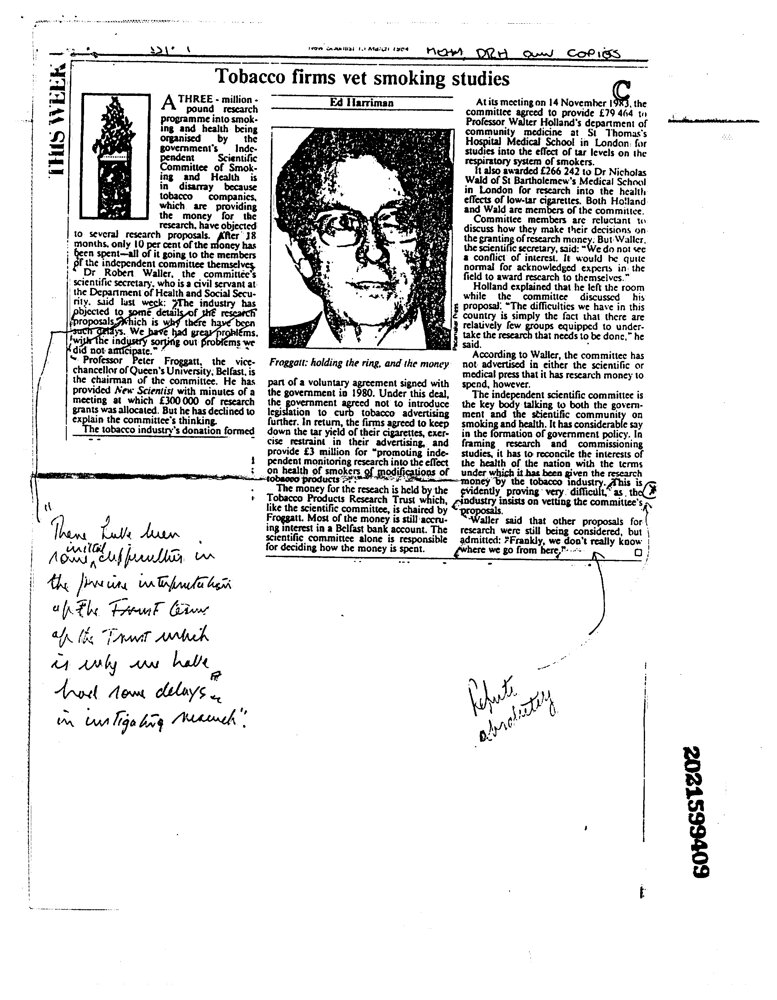 HOH, DRH own COPIES
THIS WEEK
Tobacco firms vet smoking studies
C
Ed Harriman
A THREE-million-
pound research
programme into smok-
ing and health being
organised by the
government's Inde-
pendent Scientific
Committee of Smok-
ing and Health is
in disarray because
tobacco companies,
which are providing
the money for the
research, have objected
to several research proposals. After 18
months, only 10 per cent of the money has
been spent—all of it going to the members
of the independent committee themselves.
Dr Robert Waller, the committee's
scientific secretary, who is a civil servant at
the Department of Health and Social Secu-
rity, said last week: "The industry has
objected to some details of the research
proposals, which is why there have been
such delays. We have had great problems,
with the industry sorting out problems we
did not anticipate."
Professor Peter Froggatt, the vice-
chancellor of Queen's University, Belfast, is
the chairman of the committee. He has
provided New Scientist with minutes of a
meeting at which £300 000 of research
grants was allocated. But he has declined to
explain the committee's thinking.
The tobacco industry's donation formed
Pacemaker Press
Froggatt: holding the ring, and the money
part of a voluntary agreement signed with
the government in 1980. Under this deal,
the government agreed not to introduce
legislation to curb tobacco advertising
further. In return, the firms agreed to keep
down the tar yield of their cigarettes, exer-
cise restraint in their advertising, and
provide £3 million for "promoting inde-
pendent monitoring research into the effect
on health of smokers of modifications of
tobacco products
The money for the reseach is held by the
Tobacco Products Research Trust which,
like the scientific committee, is chaired by
Froggatt. Most of the money is still accru-
ing interest in a Belfast bank account. The
scientific committee alone is responsible
for deciding how the money is spent.
At its meeting on 14 November 1983, the
committee agreed to provide £79 464 to
Professor Walter Holland's department of
community medicine at St Thomas's
Hospital Medical School in London for
studies into the effect of tar levels on the
respiratory system of smokers.
It also awarded £266 242 to Dr Nicholas
Wald of St Bartholemew's Medical School
in London for research into the health
effects of low-tar cigarettes. Both Holland
and Wald are members of the committee.
Committee members are reluctant to
discuss how they make their decisions on
the granting of research money. But Waller,
the scientific secretary, said: "We do not see
a conflict of interest. It would be quite
normal for acknowledged experts in the
field to award research to themselves."
Holland explained that he left the room
while the committee discussed his
proposal: "The difficulties we have in this
country is simply the fact that there are
relatively few groups equipped to under-
take the research that needs to be done," he
said.
According to Waller, the committee has
not advertised in either the scientific or
medical press that it has research money to
spend, however.
The independent scientific committee is
the key body talking to both the govern-
ment and the scientific community on
smoking and health. It has considerable say
in the formation of government policy. In
framing research and commissioning
studies, it has to reconcile the interests of
the health of the nation with the terms
under which it has been given the research
money by the tobacco industry. This is
evidently proving very difficult, as the
industry insists on vetting the committee's
proposals.
Waller said that other proposals for
research were still being considered, but
admitted: "Frankly, we don't really know
where we go from here."
"There have been
some initial difficulties in
the precise interpretation
of the Trust terms
of the Trust which
is why we have
had some delays
in instigating research".
Refute
absolutely
2021599409